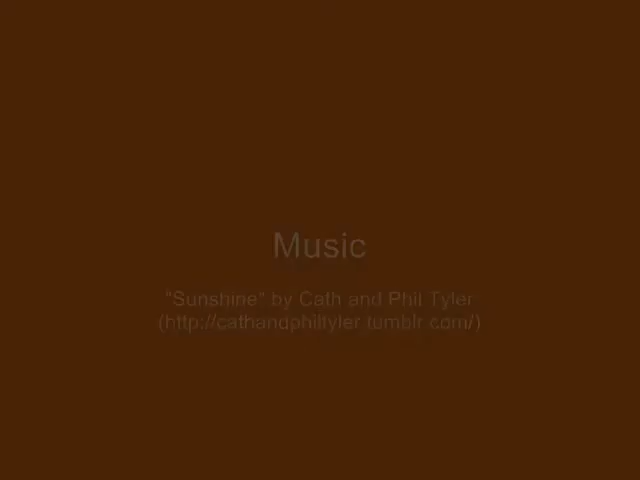 Music
"Sunshine" by Cath and Phil Tyler
(http://cathandphiltyler.tumblr.com/)